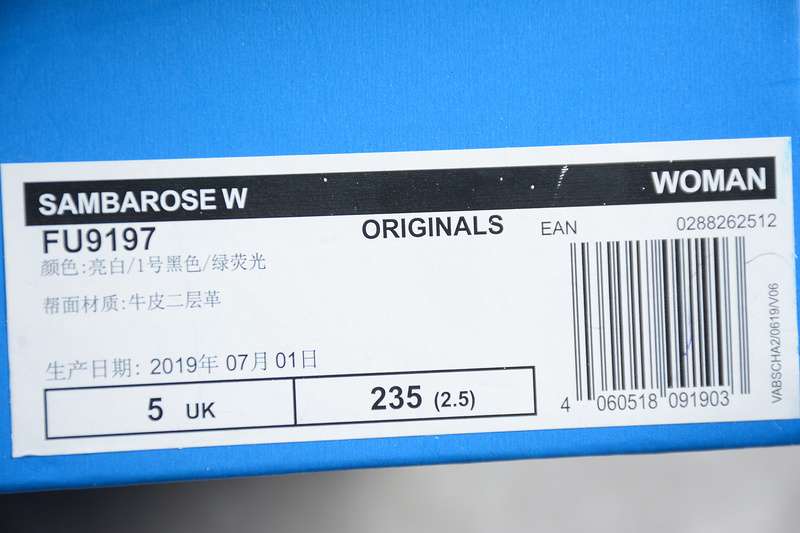 SAMBAROSE W
WOMAN
FU9197
ORIGINALS
EAN
0288262512
颜色:亮白/1号黑色/绿荧光
帮面材质:牛皮二层革
生产日期: 2019年 07月 01日
5 UK
235 (2.5)
4 060518 091903
VABSCHA2/0619/V06